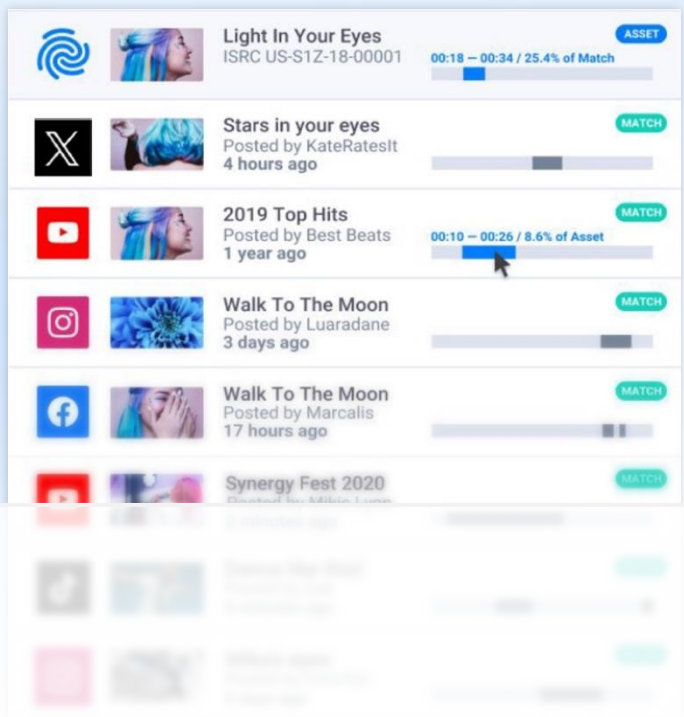 Light In Your Eyes
ASSET
ISRC US-S1Z-18-00001
00:18 – 00:34 / 25.4% of Match
Stars in your eyes
MATCH
Posted by KateRatesIt
4 hours ago
2019 Top Hits
MATCH
Posted by Best Beats
00:10 – 00:26 / 8.6% of Asset
1 year ago
Walk To The Moon
MATCH
Posted by Luaradane
3 days ago
Walk To The Moon
MATCH
Posted by Marcalis
17 hours ago
Synergy Fest 2020
MATCH